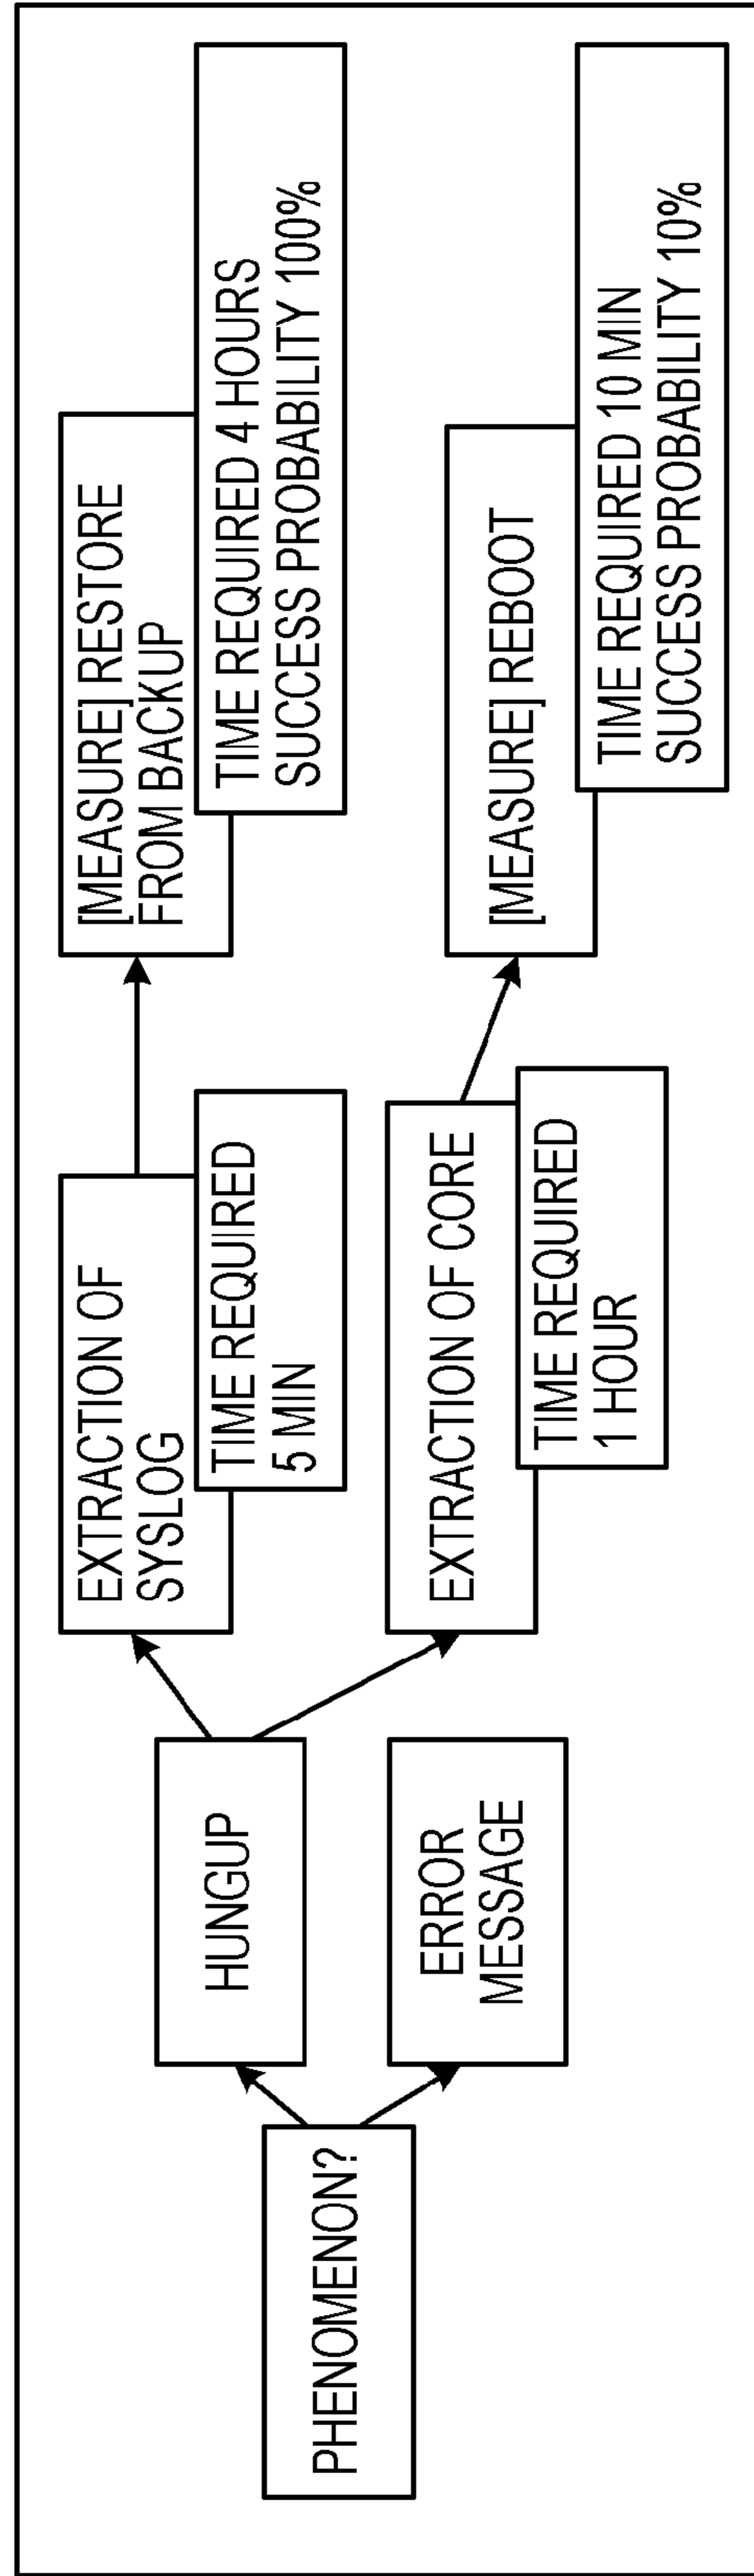 PHENOMENON?
HUNGUP
ERROR
MESSAGE
EXTRACTION OF
SYSLOG
TIME REQUIRED
5 MIN
EXTRACTION OF CORE
TIME REQUIRED
1 HOUR
[MEASURE] RESTORE
FROM BACKUP
TIME REQUIRED 4 HOURS
SUCCESS PROBABILITY 100%
[MEASURE] REBOOT
TIME REQUIRED 10 MIN
SUCCESS PROBABILITY 10%